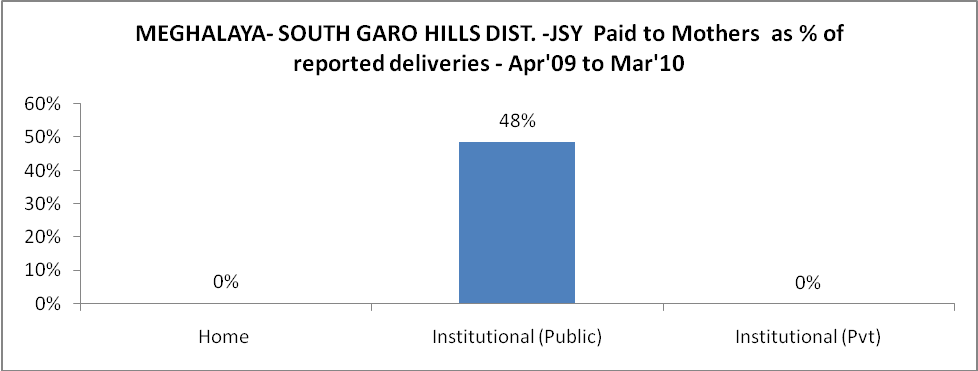 MEGHALAYA- SOUTH GARO HILLS DIST. -JSY Paid to Mothers as % of
reported deliveries - Apr'09 to Mar'10
60%
50%
40%
30%
20%
10%
0%
0%
48%
0%
Home
Institutional (Public)
Institutional (Pvt)